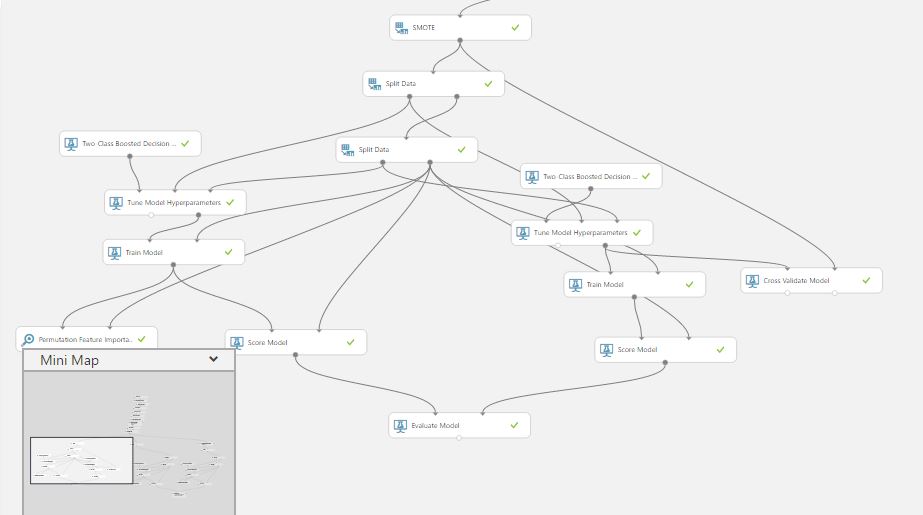 SMOTE
Split Data
Split Data
Two-Class Boosted Decision ...
Two-Class Boosted Decision ...
Tune Model Hyperparameters
Tune Model Hyperparameters
Train Model
Train Model
Cross Validate Model
Permutation Feature Importa..
Score Model
Score Model
Mini Map
Evaluate Model